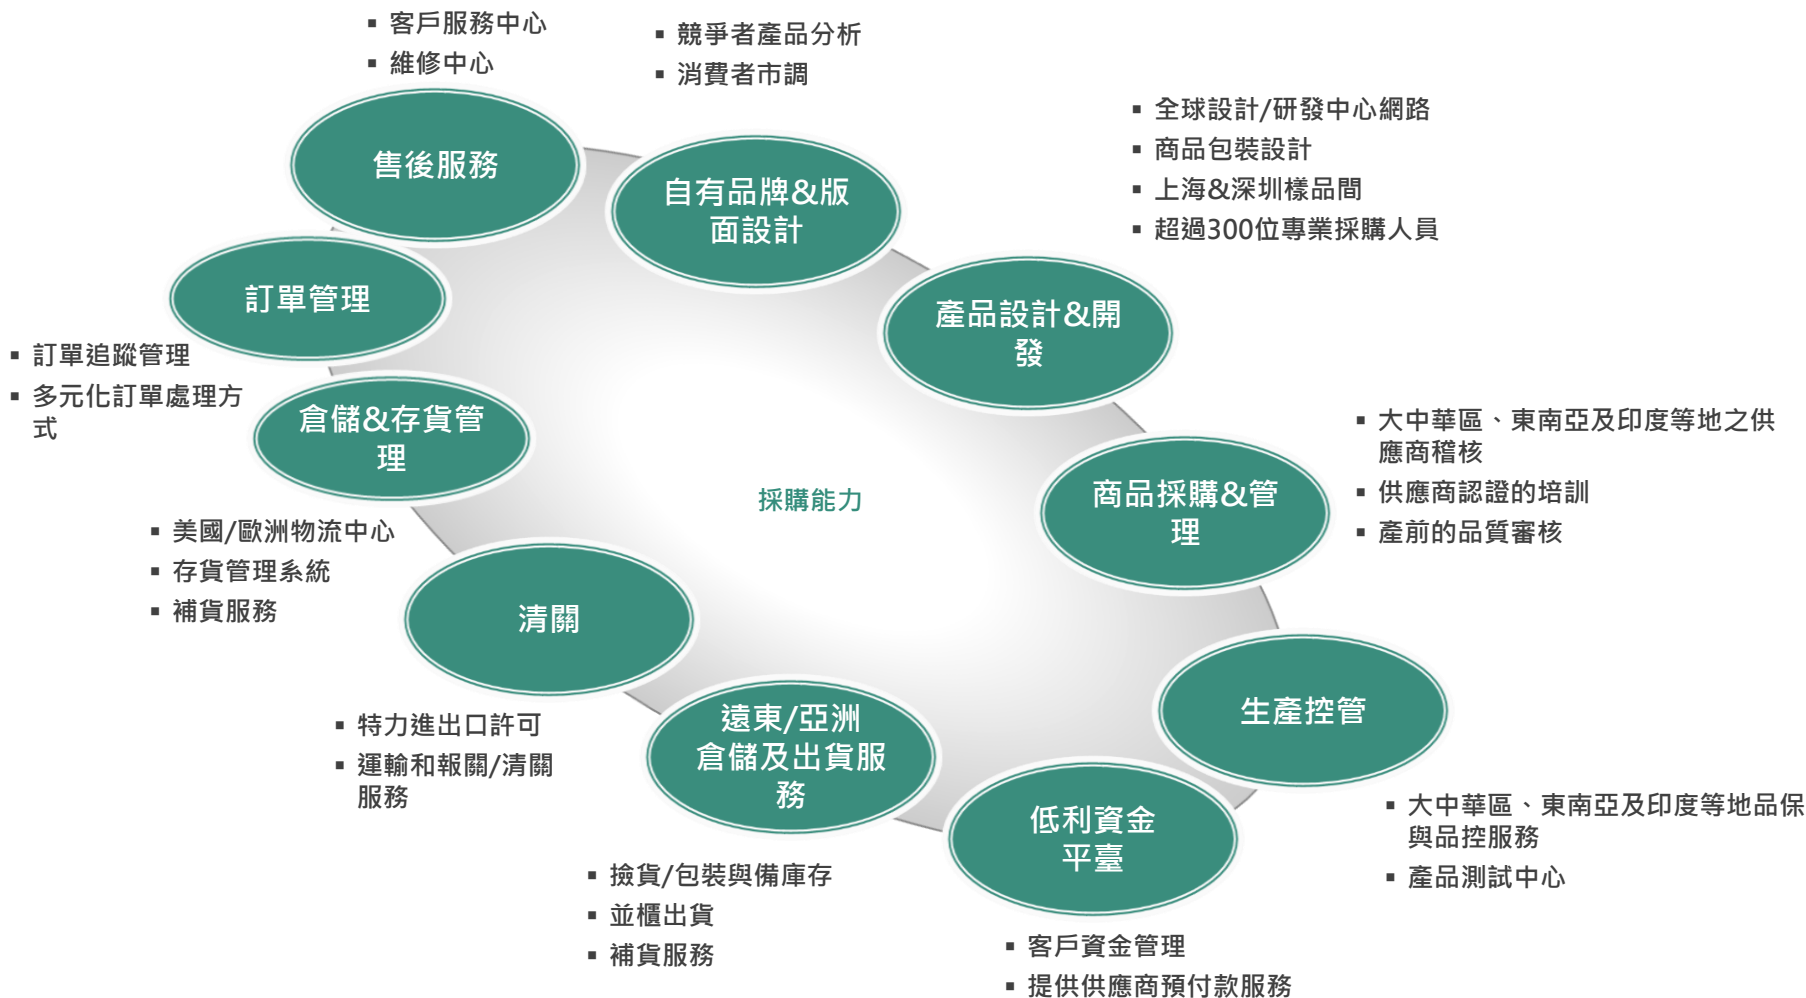 客戶服務中心
維修中心
競爭者產品分析
消費者市調
全球設計/研發中心網路
商品包裝設計
上海&深圳樣品間
超過300位專業採購人員
售後服務
自有品牌&版
面設計
訂單管理
產品設計&開
發
訂單追蹤管理
多元化訂單處理方
式
倉儲&存貨管
理
大中華區、東南亞及印度等地之供
應商稽核
供應商認證的培訓
產前的品質審核
採購能力
商品採購&管
理
美國/歐洲物流中心
存貨管理系統
補貨服務
清關
生產控管
特力進出口許可
運輸和報關/清關
服務
遠東/亞洲
倉儲及出貨服
務
低利資金
平臺
大中華區、東南亞及印度等地品保
與品控服務
產品測試中心
撿貨/包裝與備庫存
並櫃出貨
補貨服務
客戶資金管理
提供供應商預付款服務